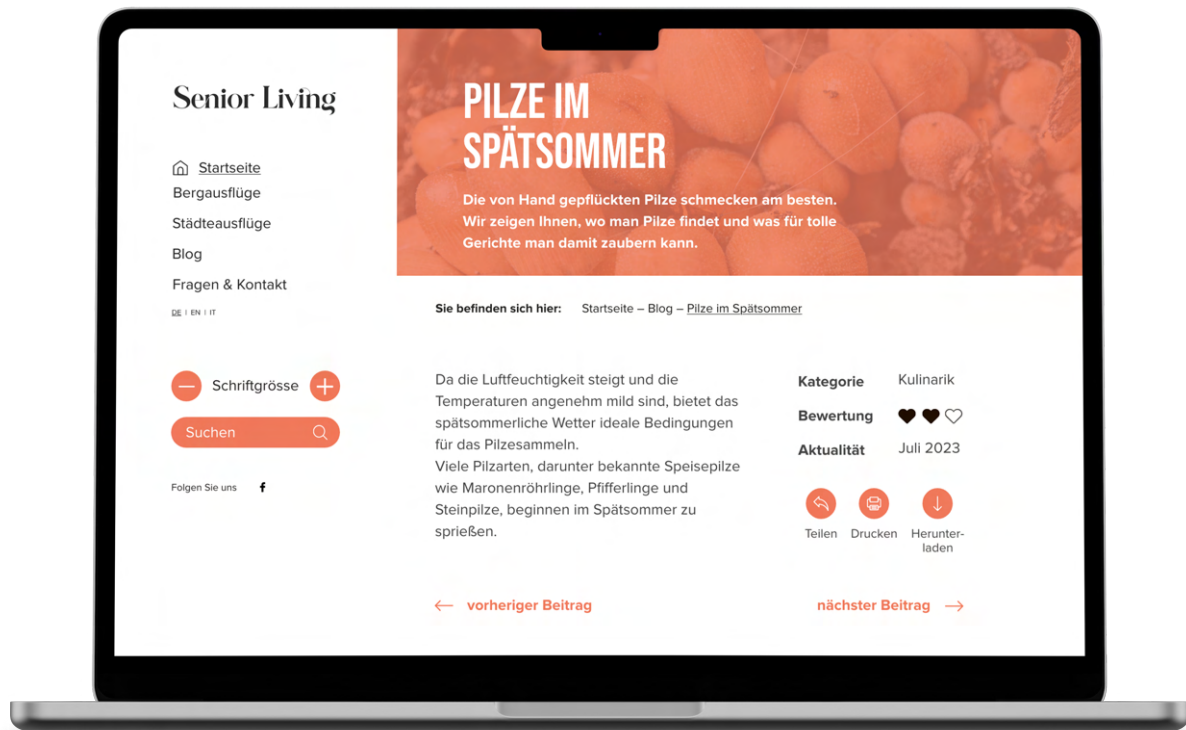 Senior Living
Startseite
Bergausflüge
Städteausflüge
Blog
Fragen & Kontakt
DE | EN | IT
Schriftgrösse
Suchen
Folgen Sie uns
PILZE IM
SPÄTSOMMER
Die von Hand gepflückten Pilze schmecken am besten.
Wir zeigen Ihnen, wo man Pilze findet und was für tolle
Gerichte man damit zaubern kann.
Sie befinden sich hier: Startseite – Blog – Pilze im Spätsommer
Da die Luftfeuchtigkeit steigt und die
Temperaturen angenehm mild sind, bietet das
spätsommerliche Wetter ideale Bedingungen
für das Pilzesammeln.
Viele Pilzarten, darunter bekannte Speisepilze
wie Maronenröhrlinge, Pfifferlinge und
Steinpilze, beginnen im Spätsommer zu
sprießen.
Kategorie Kulinarik
Bewertung
Aktualität Juli 2023
Teilen Drucken Herunter-
laden
vorheriger Beitrag
nächster Beitrag